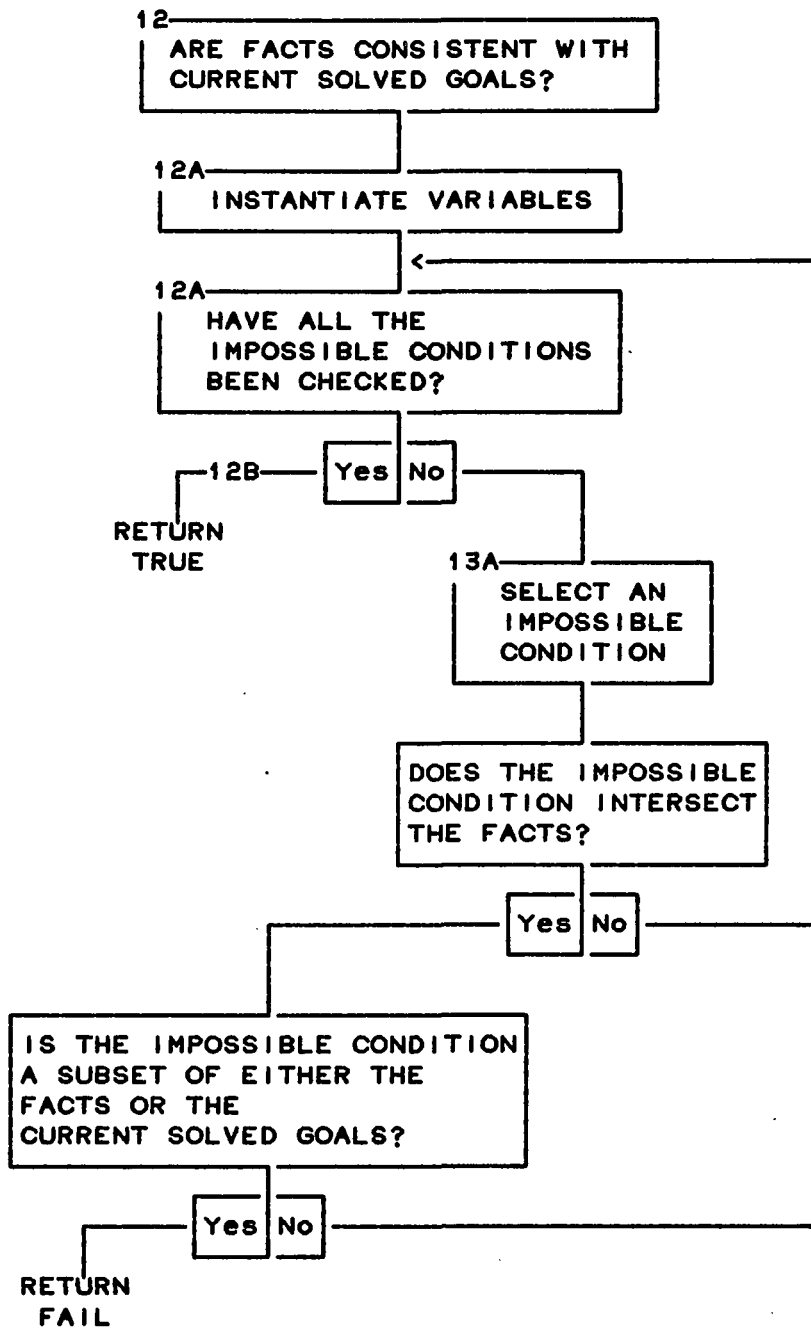 12
ARE FACTS CONSISTENT WITH
CURRENT SOLVED GOALS?
12A
INSTANTIATE VARIABLES
<
12A
HAVE ALL THE
IMPOSSIBLE CONDITIONS
BEEN CHECKED?
12B Yes No
RETURN
TRUE
13A
SELECT AN
IMPOSSIBLE
CONDITION
DOES THE IMPOSSIBLE
CONDITION INTERSECT
THE FACTS?
Yes No
IS THE IMPOSSIBLE CONDITION
A SUBSET OF EITHER THE
FACTS OR THE
CURRENT SOLVED GOALS?
Yes No
RETURN
FAIL